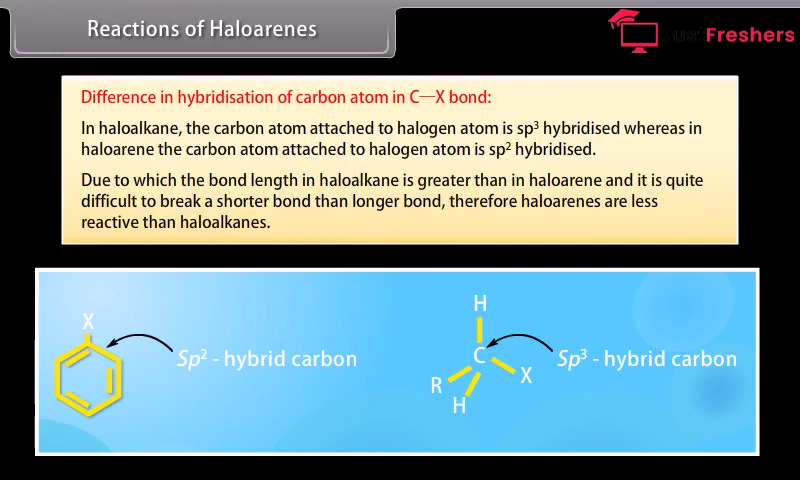 Reactions of Haloarenes
Just Freshers
Difference in hybridisation of carbon atom in C—X bond:
In haloalkane, the carbon atom attached to halogen atom is sp³ hybridised whereas in
haloarene the carbon atom attached to halogen atom is sp² hybridised.
Due to which the bond length in haloalkane is greater than in haloarene and it is quite
difficult to break a shorter bond than longer bond, therefore haloarenes are less
reactive than haloalkanes.
X
Sp² - hybrid carbon
H
C
Sp³ - hybrid carbon
R
X
H